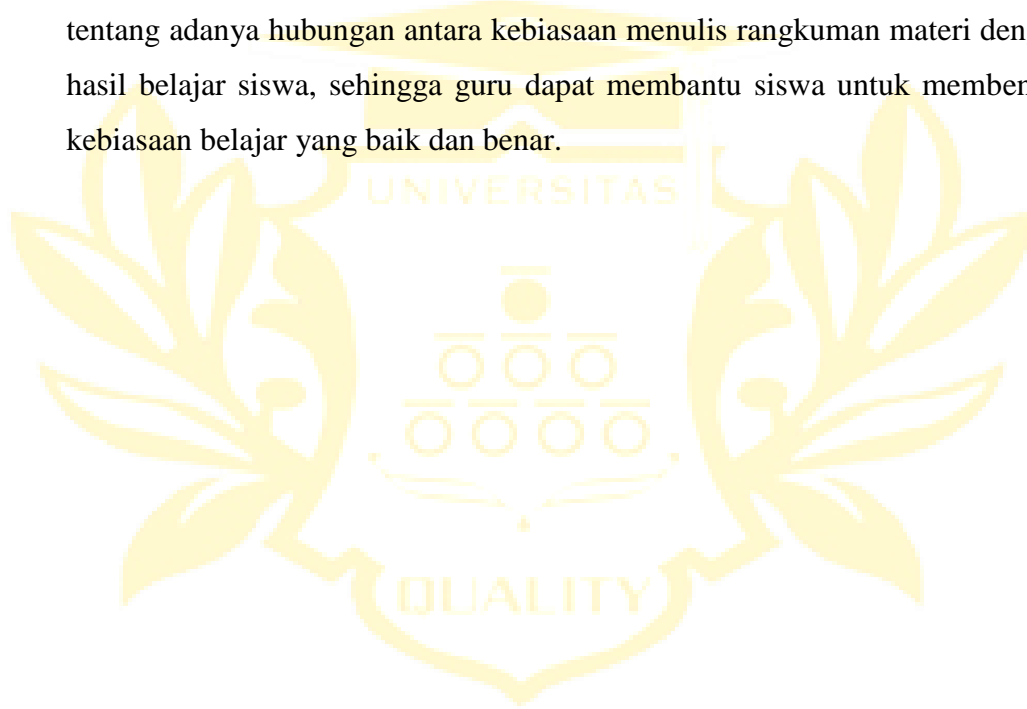 tentang adanya hubungan antara kebiasaan menulis rangkuman materi den
hasil belajar siswa, sehingga guru dapat membantu siswa untuk member
kebiasaan belajar yang baik dan benar.
UNIVERSITAS
QUALITY